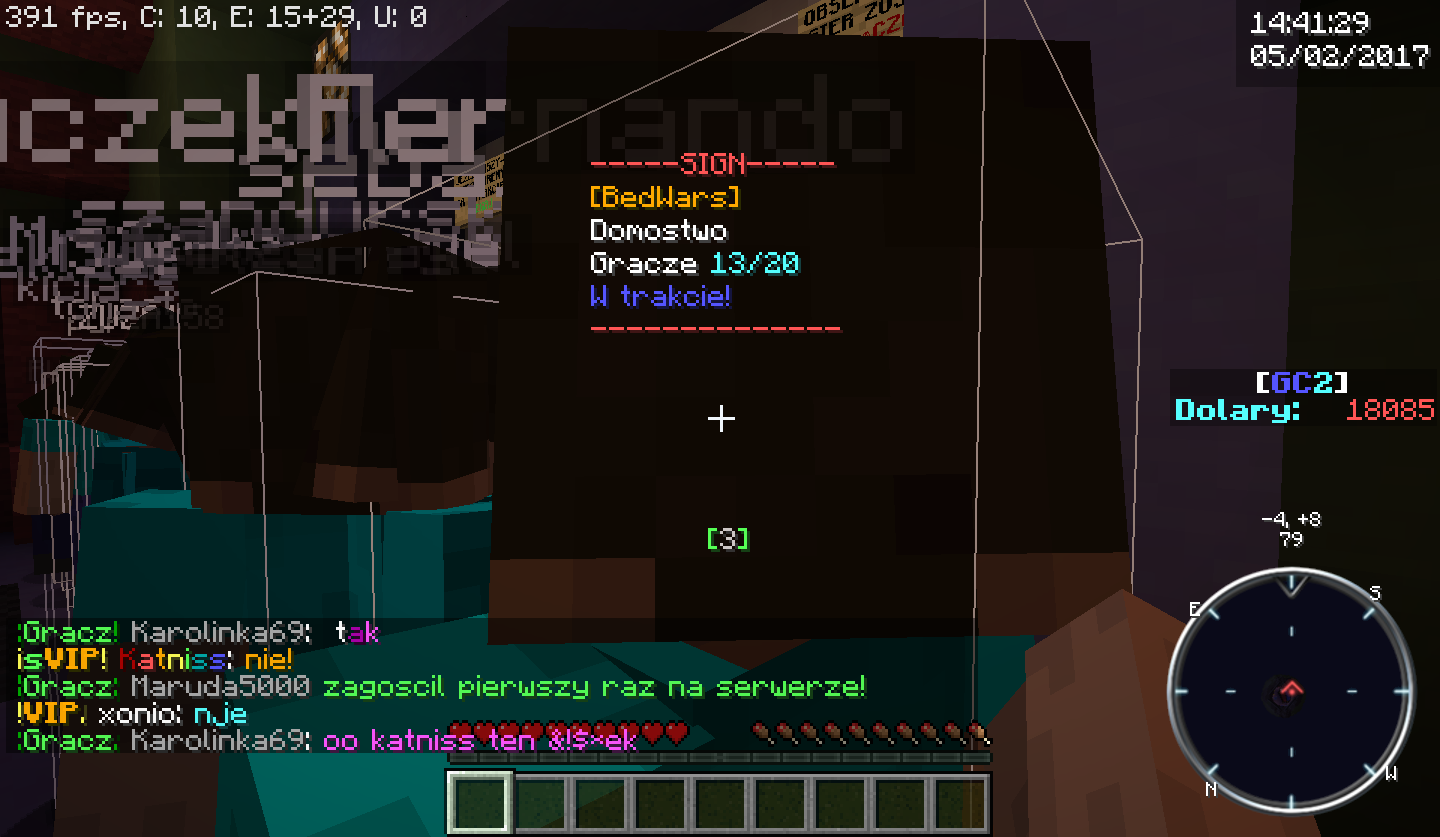 391 fps, C: 10, E: 15+29, U: 0
14:41:29
05/02/2017
-----SIGN-----
[BedWars]
Domostwo
Gracze 13/20
W trakcie!
--------------
[GC2]
Dolary: 18085
-4, +8
79
[3]
E
S
N
W
¦Gracz! Karolinka69: tak
isVIP! Katniss: nie!
¦Gracz¦ Maruda5000 zagoscil pierwszy raz na serwerze!
!VIP¦ xonio: nje
¦Gracz¦ Karolinka69: oo katniss ten &!$×ek